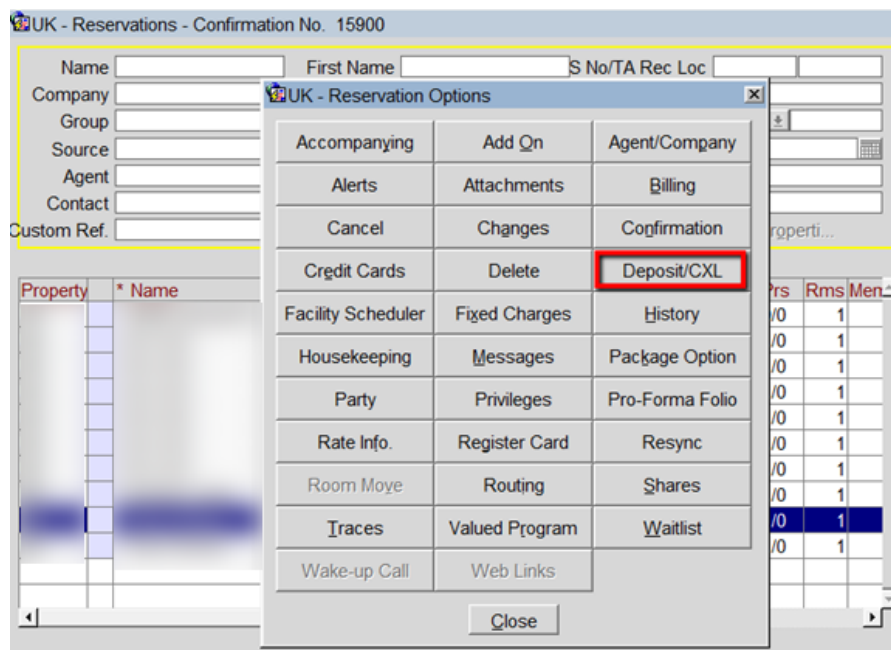 UK - Reservations - Confirmation No. 15900
Name First Name S No/TA Rec Loc
Company
Group
Source
Agent
Contact
Custom Ref.
roperti...
UK - Reservation Options
Accompanying Add On Agent/Company
Alerts Attachments Billing
Cancel Changes Confirmation
Credit Cards Delete Deposit/CXL
Facility Scheduler Fixed Charges History
Housekeeping Messages Package Option
Party Privileges Pro-Forma Folio
Rate Info. Register Card Resync
Room Move Routing Shares
Traces Valued Program Waitlist
Wake-up Call Web Links
Close
Property * Name Prs Rms Mem
/0 1
/0 1
/0 1
/0 1
/0 1
/0 1
/0 1
/0 1
/0 1
/0 1